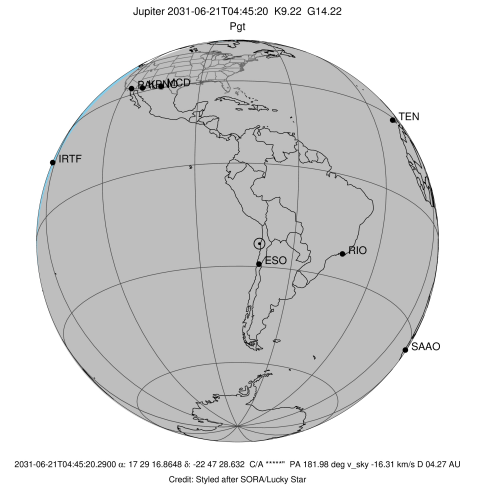 Jupiter 2031-06-21T04:45:20 K9.22 G14.22
Pgt
MCD
TEN
IRTF
RIO
ESO
SAAO
2031-06-21T04:45:20.2900 α: 17 29 16.8648 δ: -22 47 28.632 C/A *****" PA 181.98 deg v_sky -16.31 km/s D 04.27 AU
Credit: Styled after SORA/Lucky Star